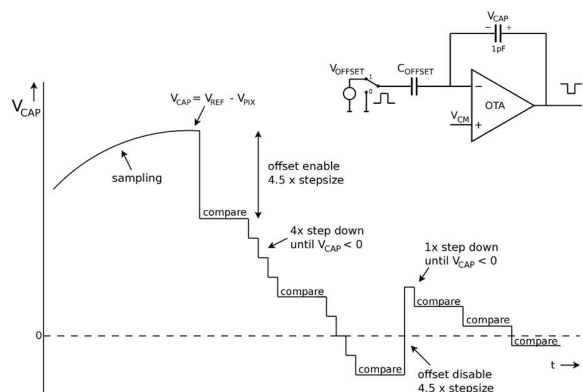 V_CAP
− +
1pF
V_OFFSET
C_OFFSET
1
0
−
OTA
V_CM
+
V_CAP
V_CAP = V_REF - V_PIX
sampling
offset enable
4.5 x stepsize
compare
4x step down
until V_CAP < 0
1x step down
until V_CAP < 0
compare
compare
compare
0
compare
compare
t
offset disable
4.5 x stepsize